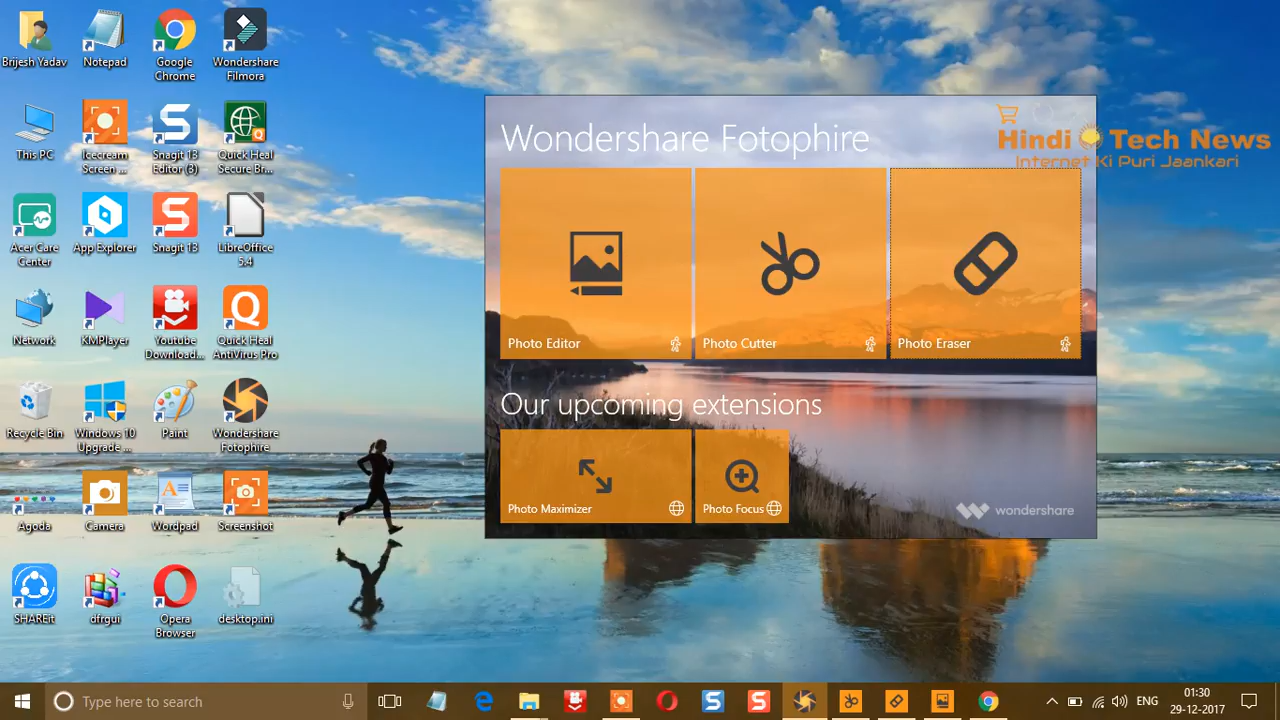 Brijesh Yadav
Notepad
Google
Chrome
Wondershare
Filmora
This PC
Icecream
Screen ...
Snagit 13
Editor (3)
Quick Heal
Secure Br...
Acer Care
Center
App Explorer
Snagit 13
LibreOffice
5.4
Network
KMPlayer
Youtube
Download...
Quick Heal
AntiVirus Pro
Recycle Bin
Windows 10
Upgrade ...
Paint
Wondershare
Fotophire
Agoda
Camera
Wordpad
Screenshot
SHAREit
dfrgui
Opera
Browser
desktop.ini
Wondershare Fotophire
Hindi Tech News
Internet Ki Puri Jaankari
Photo Editor
Photo Cutter
Photo Eraser
Our upcoming extensions
Photo Maximizer
Photo Focus
wondershare
Type here to search
ENG
01:30
29-12-2017